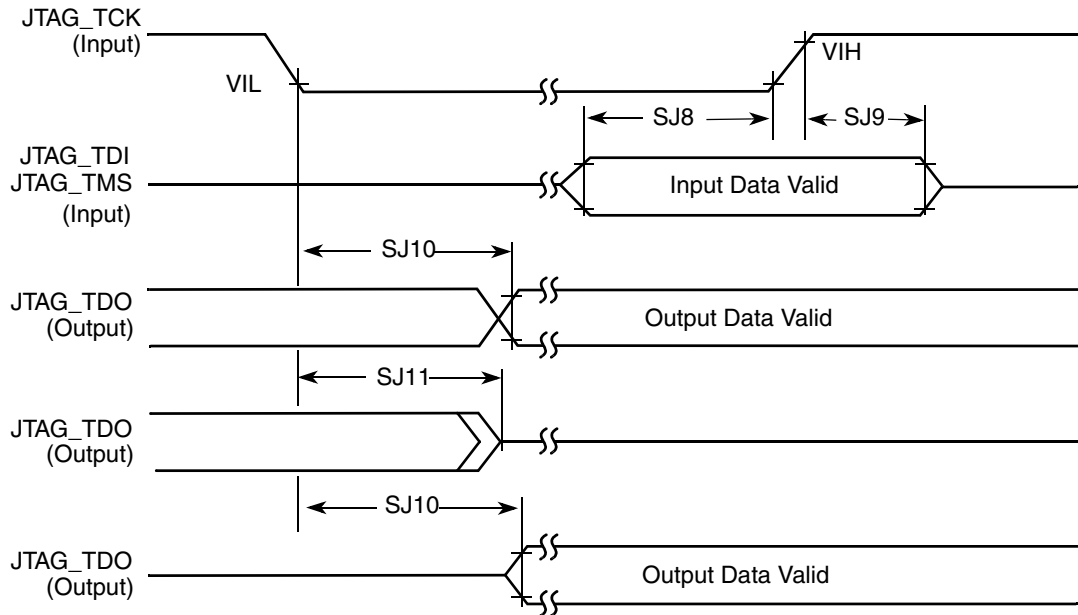 JTAG_TCK
(Input)
VIL
VIH
SJ8
SJ9
JTAG_TDI
JTAG_TMS
(Input)
Input Data Valid
SJ10
JTAG_TDO
(Output)
Output Data Valid
SJ11
JTAG_TDO
(Output)
SJ10
JTAG_TDO
(Output)
Output Data Valid